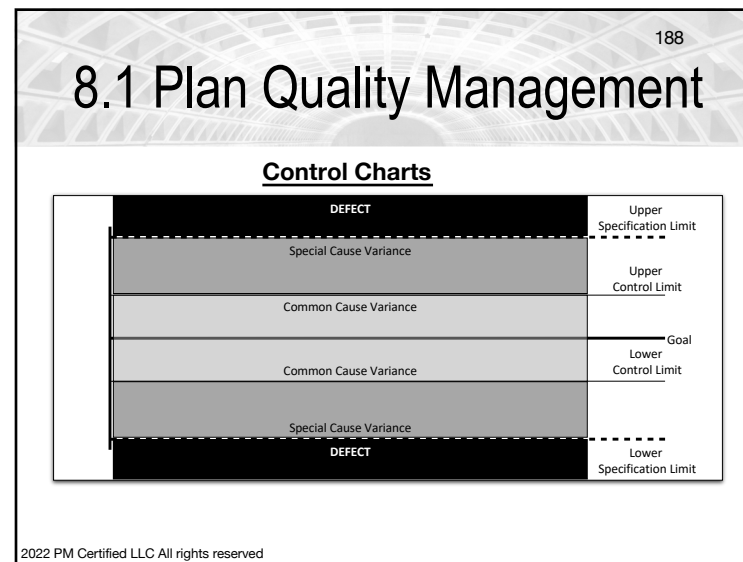 188
8.1 Plan Quality Management
Control Charts
DEFECT
Upper
Specification Limit
Special Cause Variance
Upper
Control Limit
Common Cause Variance
Goal
Lower
Control Limit
Common Cause Variance
Special Cause Variance
DEFECT
Lower
Specification Limit
2022 PM Certified LLC All rights reserved